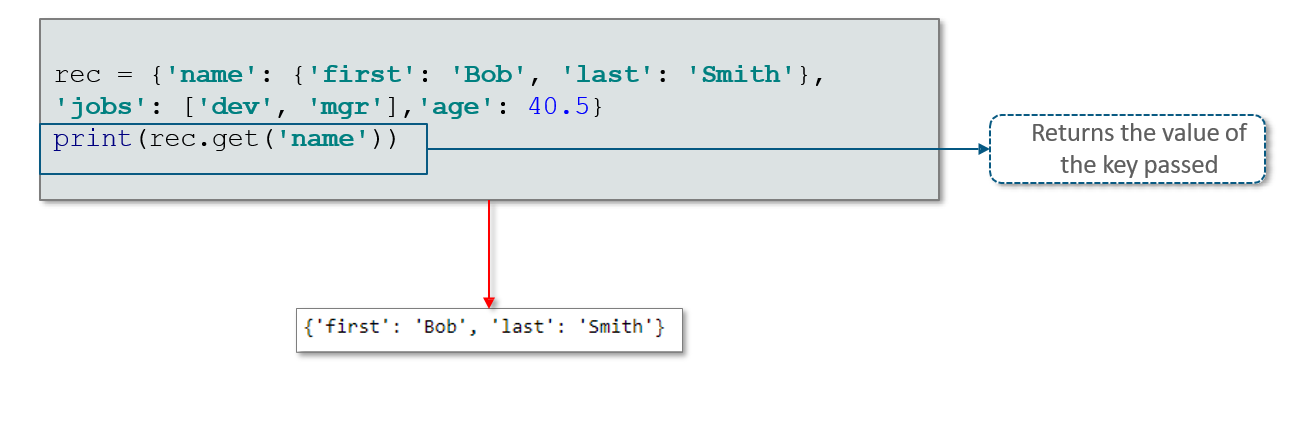 rec = {'name': {'first': 'Bob', 'last': 'Smith'},
'jobs': ['dev', 'mgr'],'age': 40.5}
print(rec.get('name'))
Returns the value of
the key passed
{'first': 'Bob', 'last': 'Smith'}